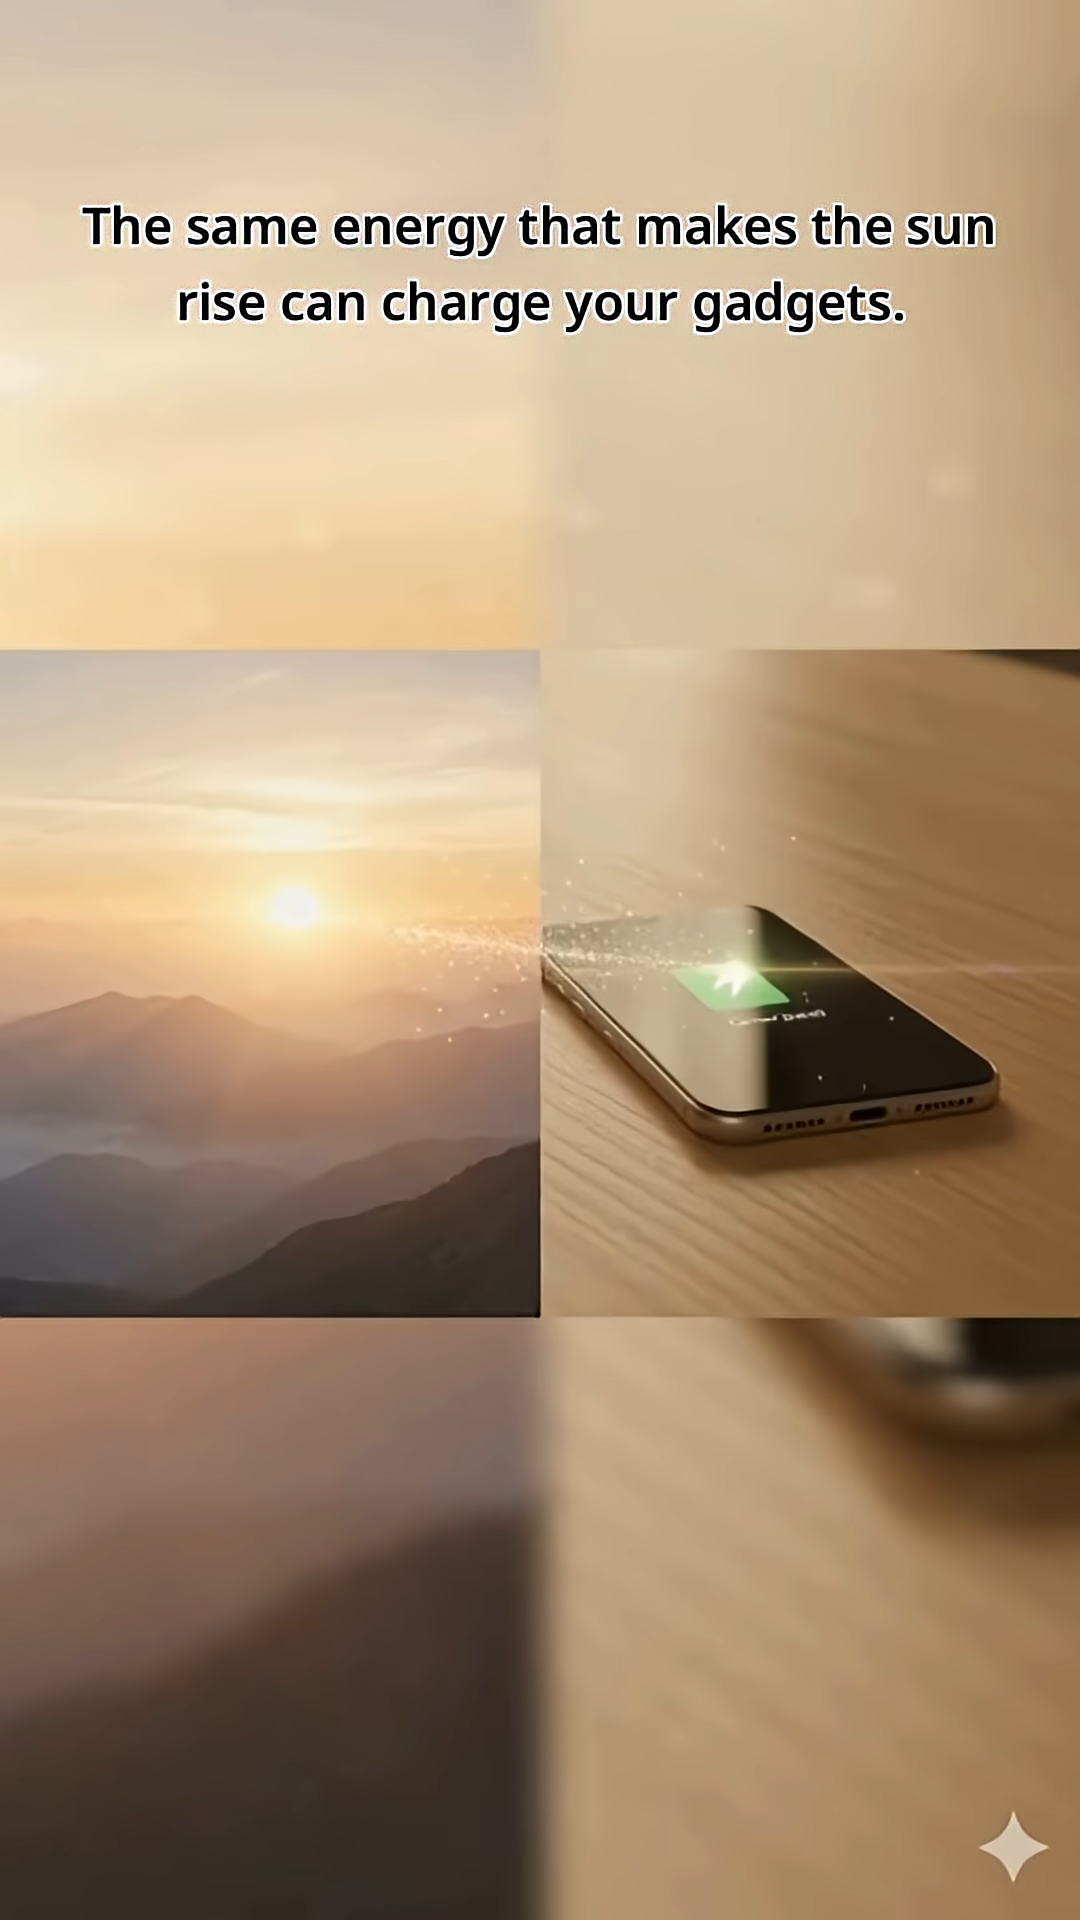 The same energy that makes the sun
rise can charge your gadgets.